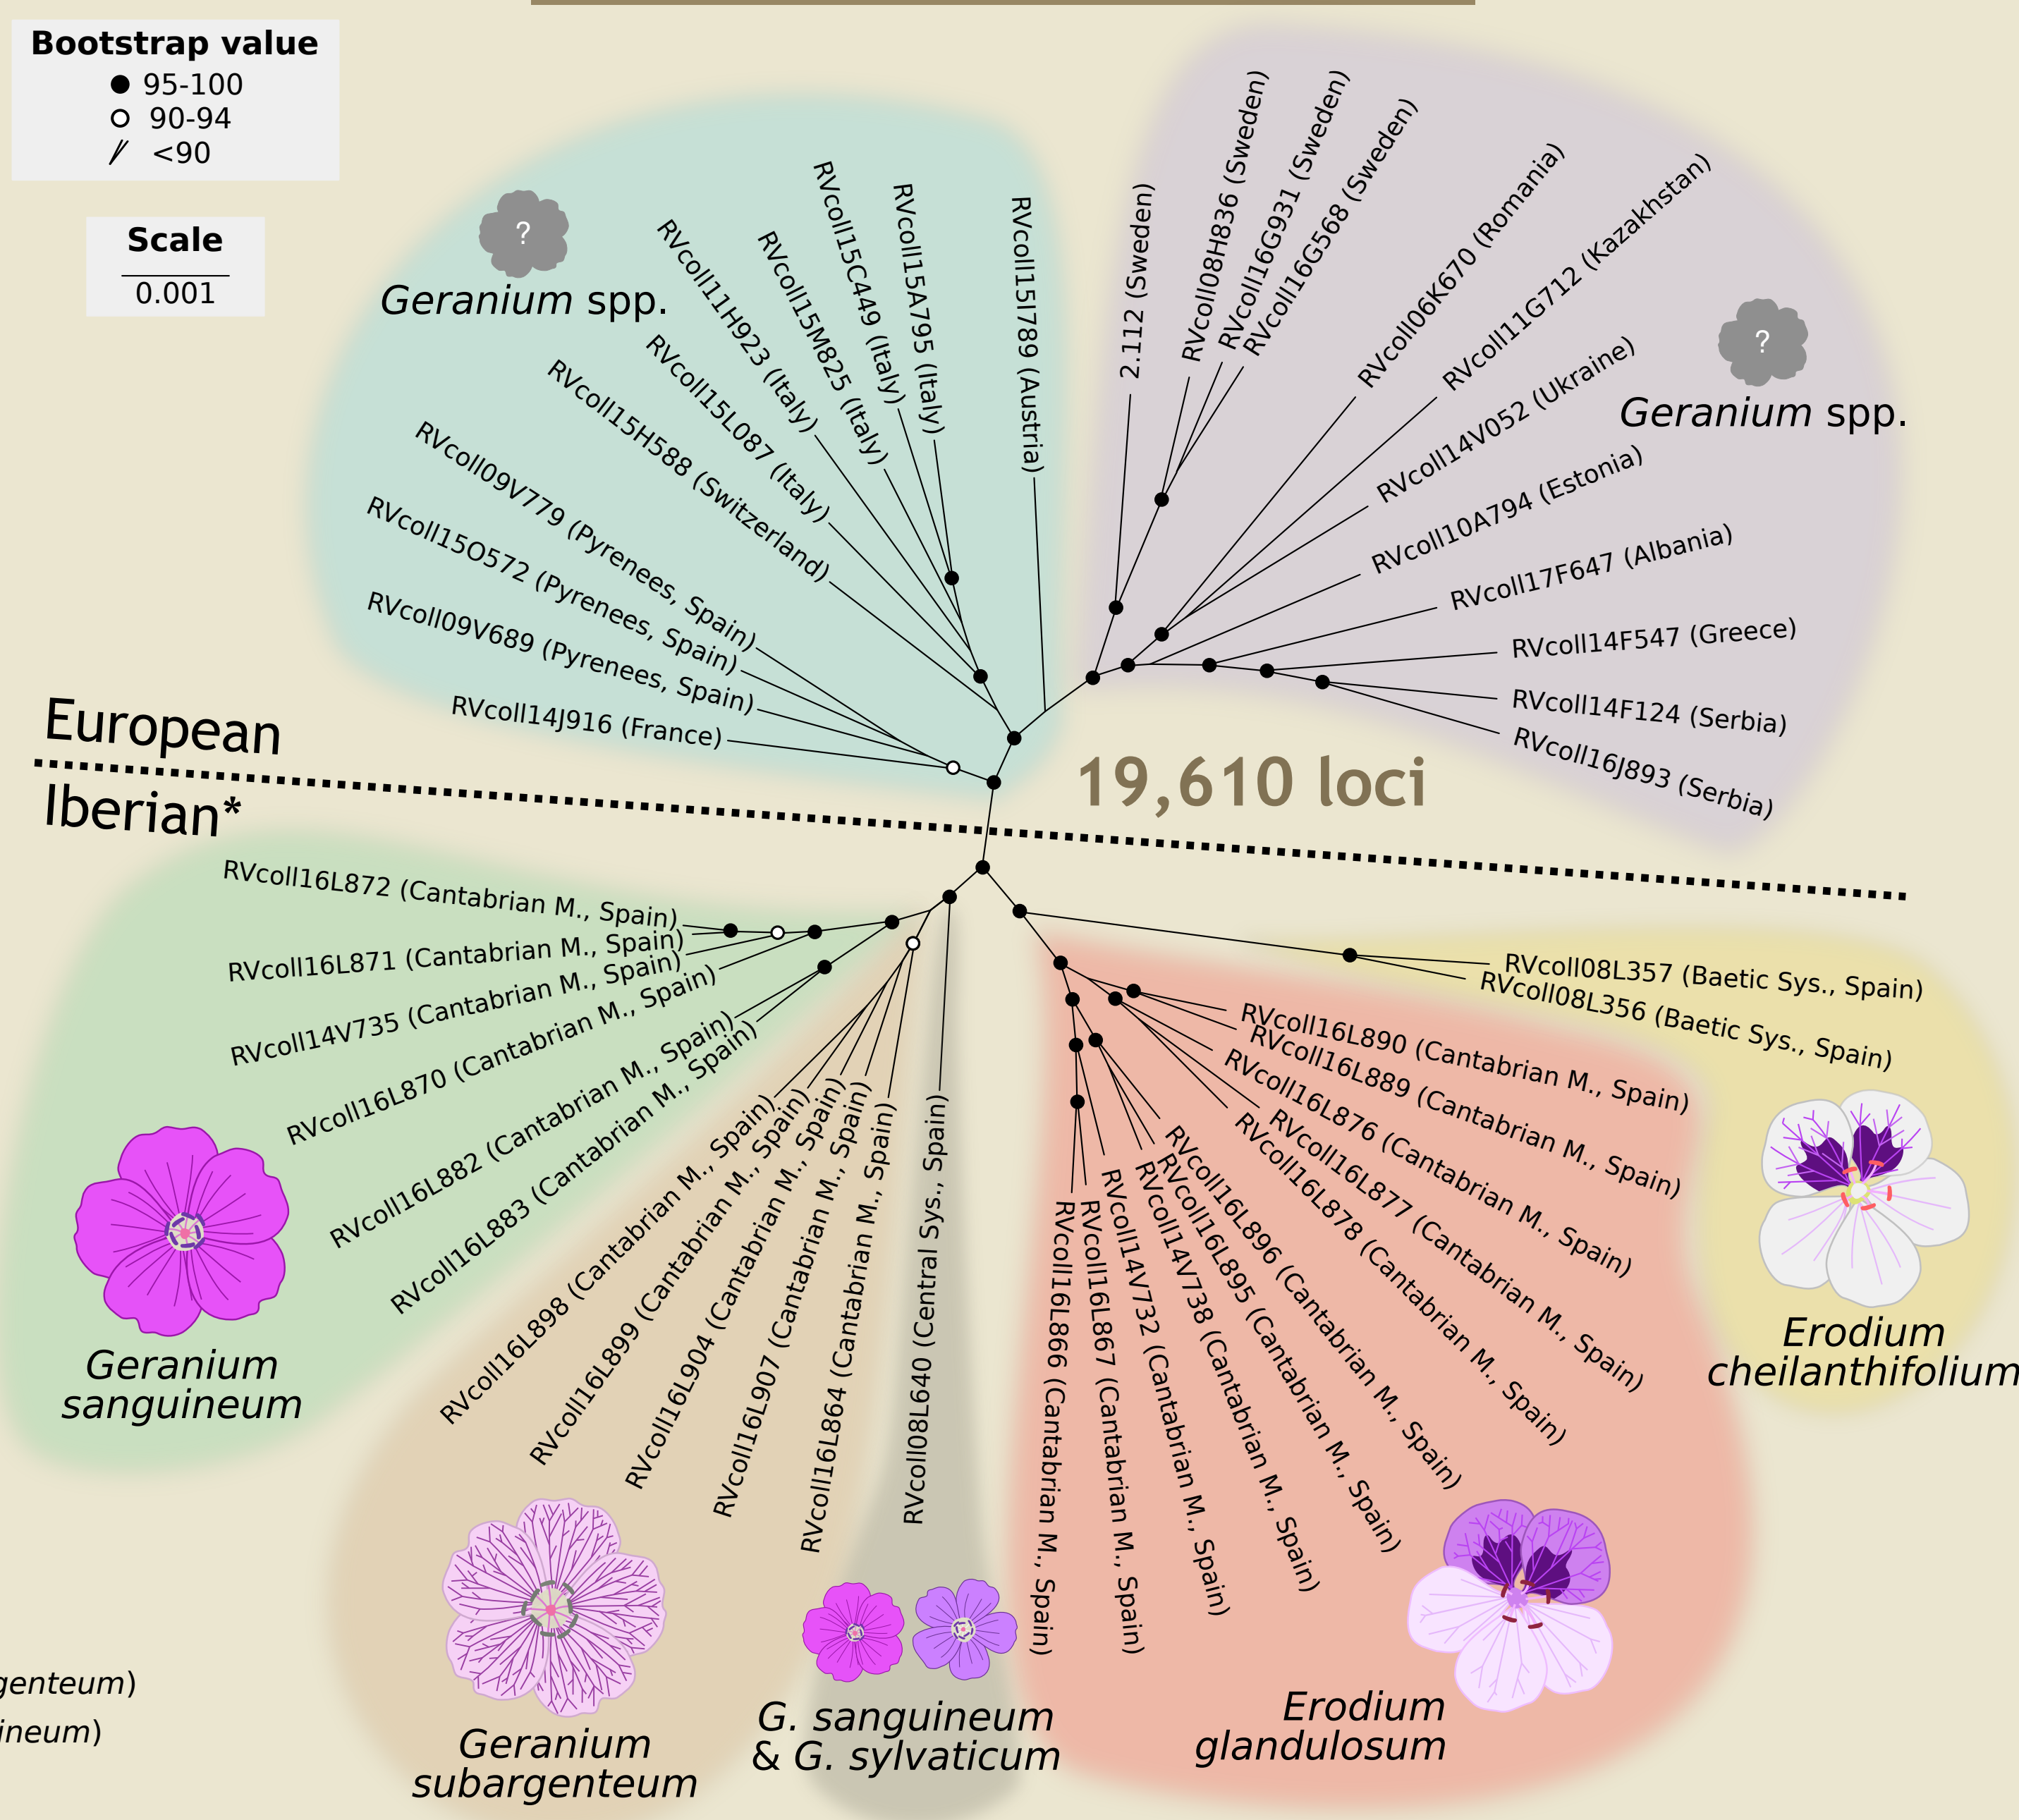 Bootstrap value
95-100
90-94
<90
Scale
0.001
?
Geranium spp.
RVcoll14J916 (France)
RVcoll09V689 (Pyrenees, Spain)
RVcoll15O572 (Pyrenees, Spain)
RVcoll09V779 (Pyrenees, Spain)
RVcoll15H588 (Switzerland)
RVcoll15L087 (Italy)
RVcoll11H923 (Italy)
RVcoll15M825 (Italy)
RVcoll15C449 (Italy)
RVcoll15A795 (Italy)
RVcoll15I789 (Austria)
2.112 (Sweden)
RVcoll08H836 (Sweden)
RVcoll16G931 (Sweden)
RVcoll16G568 (Sweden)
RVcoll06K670 (Romania)
RVcoll11G712 (Kazakhstan)
RVcoll14V052 (Ukraine)
RVcoll10A794 (Estonia)
RVcoll17F647 (Albania)
RVcoll14F547 (Greece)
RVcoll14F124 (Serbia)
RVcoll16J893 (Serbia)
?
Geranium spp.
19,610 loci
European
Iberian*
RVcoll16L872 (Cantabrian M., Spain)
RVcoll16L871 (Cantabrian M., Spain)
RVcoll14V735 (Cantabrian M., Spain)
RVcoll16L870 (Cantabrian M., Spain)
RVcoll16L882 (Cantabrian M., Spain)
RVcoll16L883 (Cantabrian M., Spain)
Geranium
sanguineum
RVcoll16L898 (Cantabrian M., Spain)
RVcoll16L899 (Cantabrian M., Spain)
RVcoll16L904 (Cantabrian M., Spain)
RVcoll16L907 (Cantabrian M., Spain)
RVcoll16L864 (Cantabrian M., Spain)
Geranium
subargenteum
RVcoll08L640 (Central Sys., Spain)
G. sanguineum
& G. sylvaticum
RVcoll16L866 (Cantabrian M., Spain)
RVcoll16L867 (Cantabrian M., Spain)
RVcoll14V732 (Cantabrian M., Spain)
RVcoll14V738 (Cantabrian M., Spain)
RVcoll16L895 (Cantabrian M., Spain)
RVcoll16L896 (Cantabrian M., Spain)
RVcoll16L878 (Cantabrian M., Spain)
RVcoll16L877 (Cantabrian M., Spain)
RVcoll16L876 (Cantabrian M., Spain)
RVcoll16L889 (Cantabrian M., Spain)
RVcoll16L890 (Cantabrian M., Spain)
Erodium
glandulosum
RVcoll08L357 (Baetic Sys., Spain)
RVcoll08L356 (Baetic Sys., Spain)
Erodium
cheilanthifolium
genteum)
ineum)